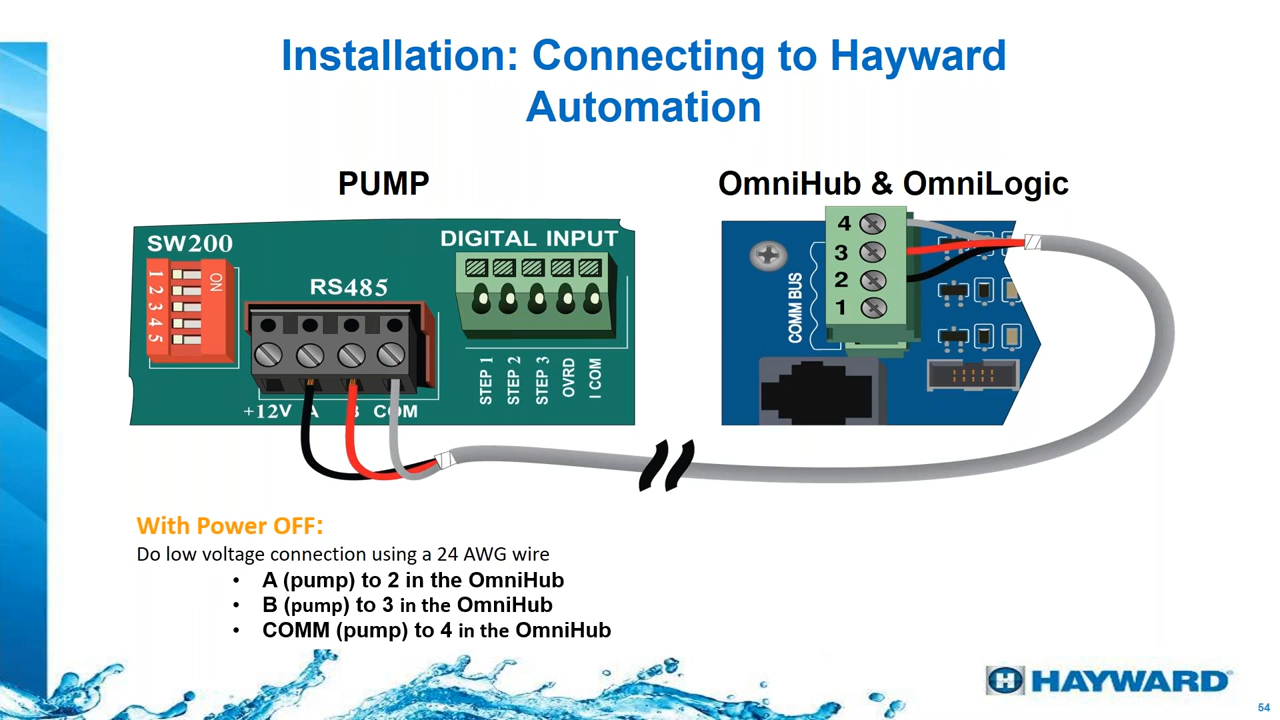 Installation: Connecting to Hayward
Automation
PUMP
OmniHub & OmniLogic
SW200
ON
1
2
3
4
5
RS485
+12V A B COM
DIGITAL INPUT
STEP 1
STEP 2
STEP 3
OVRD
I COM
4
3
2
1
COMM BUS
With Power OFF:
Do low voltage connection using a 24 AWG wire
• A (pump) to 2 in the OmniHub
• B (pump) to 3 in the OmniHub
• COMM (pump) to 4 in the OmniHub
H HAYWARD®
54